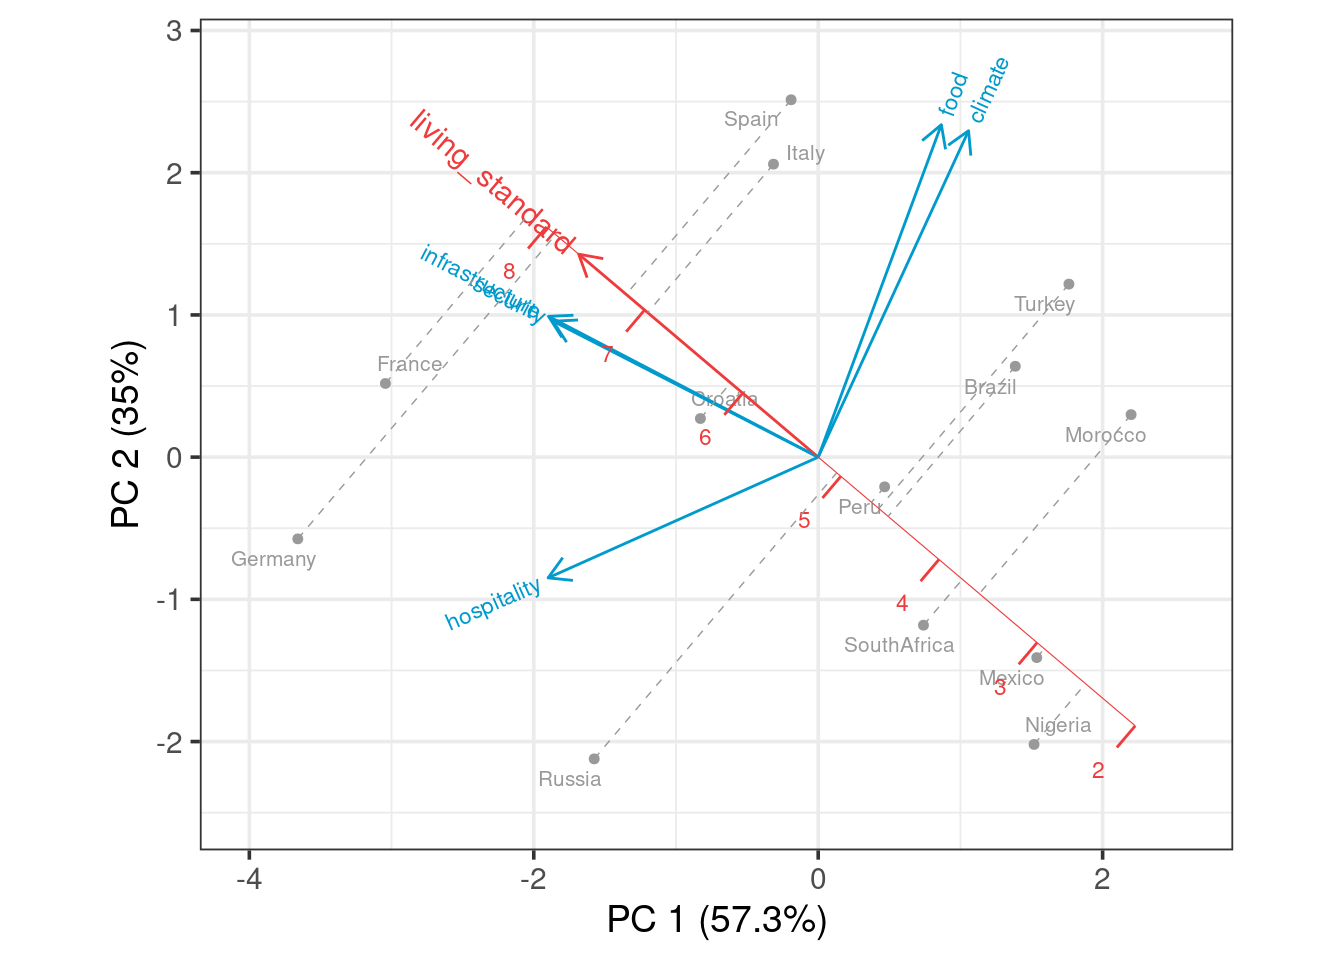 3
2
1
0
-1
-2
PC 2 (35%)
-4
-2
0
2
PC 1 (57.3%)
food
climate
Spain
Italy
living_standard
8
infrastructure
security
7
Turkey
France
Croatia
6
Brazil
Morocco
Peru
5
Germany
4
hospitality
SouthAfrica
Mexico
3
Nigeria
2
Russia